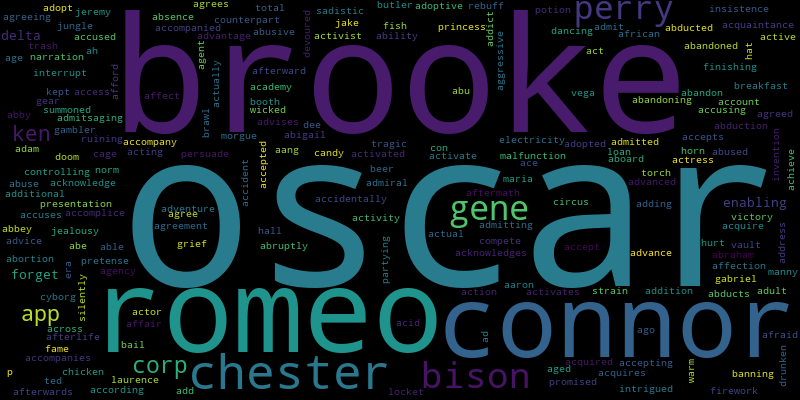 agreeing adopt jeremy absence agrees counterpart total sadistic butler adoptive rebuff potion perry insistence
jungle accompanied jake fish princess dancing admit african abducted acquaintance
delta accused brooke advantage abusive activist ability addict act abandoned active
trash ah agent devoured aggressive hat
age narration actually afterward finishing
interrupt afford academy abandoning abandon breakfast
kept access affect booth abu vega account
gear summoned wicked accusing agreed
abby admitsaging advises dee electricity admitted abduction
ken gambler brawl morgue abigail tragic con adopted loan accepts horn abused invention
ruining accompany persuade aang candy activated activate malfunction aboard actress
adam doom cage acting accepted beer ace torch achieve
controlling norm accident admiral maria advanced
abuse acknowledge oscar accidentally aftermath
additional adventure circus adding enabling
presentation accomplice agree activity gene victory
accuses agreement hall admitting acquire address
abbey jealousy grief actual compete
advice abe able abruptly partying acknowledges accept advance hurt vault abraham
abortion pretense affection manny
forget era agency aaron gabriel
cyborg silently romeo action activates strain addition abducts adult
app actor acid connor
across affair ad ago afraid
afterlife bail
fame
accompanies corp chester bison acquired accepting warm drunken
p chicken aged acquires banning
ted laurence promised intrigued
afterwards according add locket firework